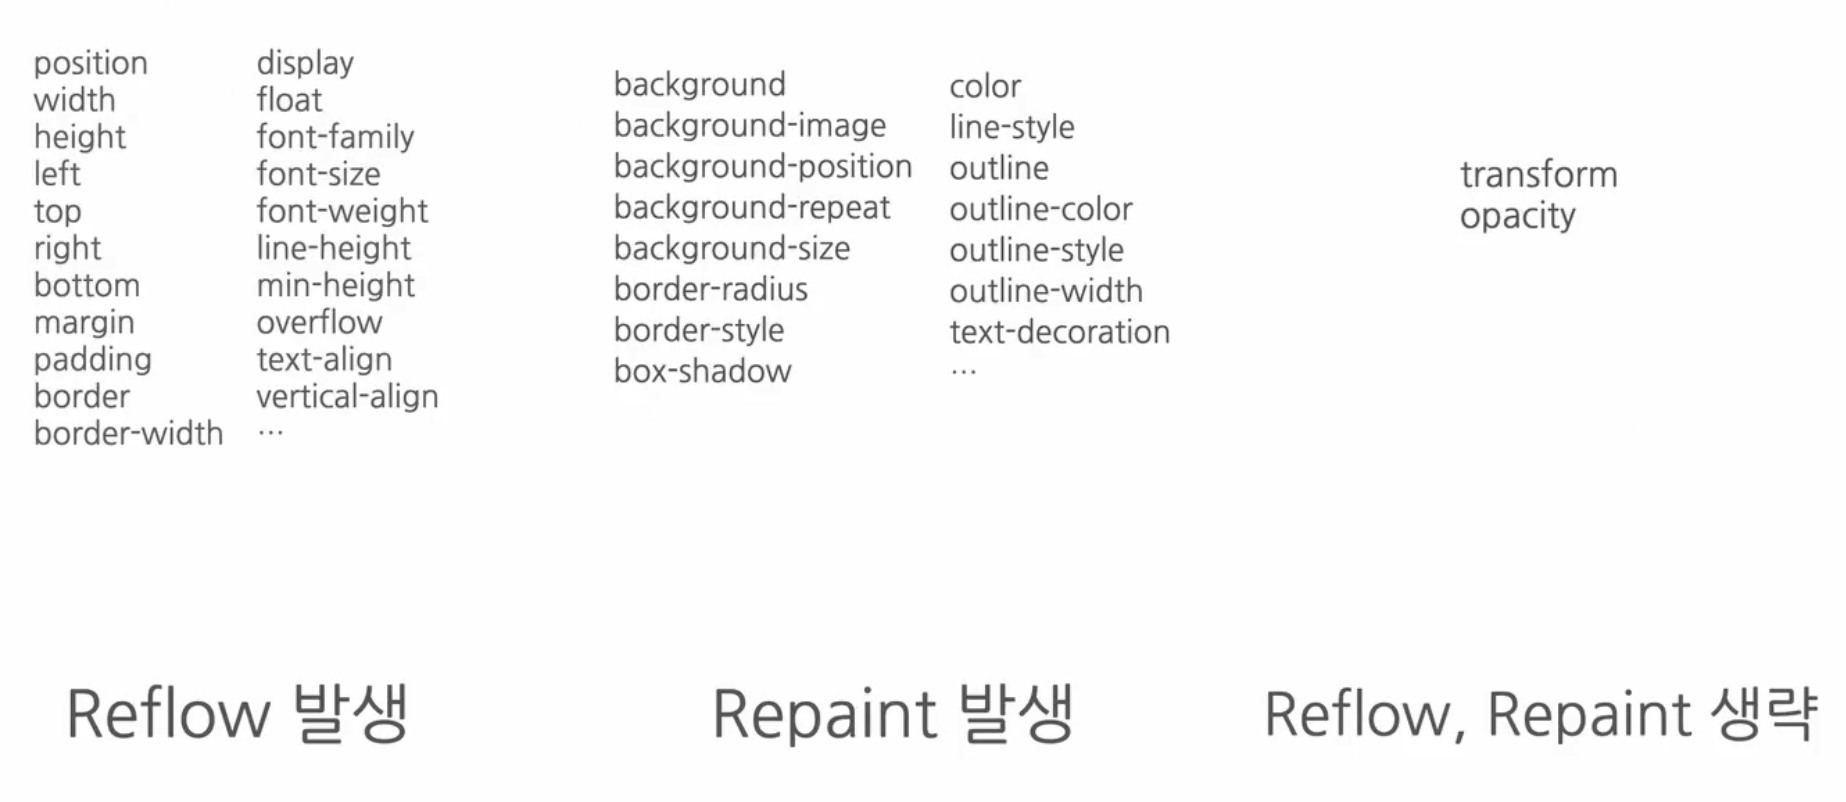 position
width
height
left
top
right
bottom
margin
padding
border
border-width
display
float
font-family
font-size
font-weight
line-height
min-height
overflow
text-align
vertical-align
…
Reflow 발생
background
background-image
background-position
background-repeat
background-size
border-radius
border-style
box-shadow
color
line-style
outline
outline-color
outline-style
outline-width
text-decoration
…
Repaint 발생
transform
opacity
Reflow, Repaint 생략